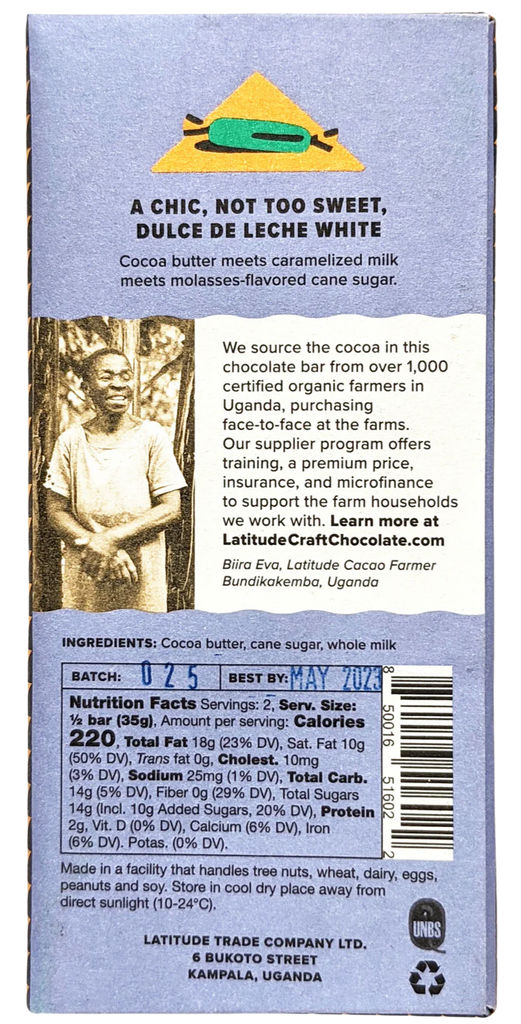 A CHIC, NOT TOO SWEET,
DULCE DE LECHE WHITE
Cocoa butter meets caramelized milk
meets molasses-flavored cane sugar.
We source the cocoa in this
chocolate bar from over 1,000
certified organic farmers in
Uganda, purchasing
face-to-face at the farms.
Our supplier program offers
training, a premium price,
insurance, and microfinance
to support the farm households
we work with. Learn more at
LatitudeCraftChocolate.com
Biira Eva, Latitude Cacao Farmer
Bundikakemba, Uganda
INGREDIENTS: Cocoa butter, cane sugar, whole milk
BATCH: 025 BEST BY: MAY 2023
Nutrition Facts Servings: 2, Serv. Size:
½ bar (35g), Amount per serving: Calories
220, Total Fat 18g (23% DV), Sat. Fat 10g
(50% DV), Trans fat 0g, Cholest. 10mg
(3% DV), Sodium 25mg (1% DV), Total Carb.
14g (5% DV), Fiber 0g (29% DV), Total Sugars
14g (Incl. 10g Added Sugars, 20% DV), Protein
2g, Vit. D (0% DV), Calcium (6% DV), Iron
(6% DV). Potas. (0% DV).
8 50016 51602 2
Made in a facility that handles tree nuts, wheat, dairy, eggs,
peanuts and soy. Store in cool dry place away from
direct sunlight (10-24°C).
LATITUDE TRADE COMPANY LTD.
6 BUKOTO STREET
KAMPALA, UGANDA
UNBS